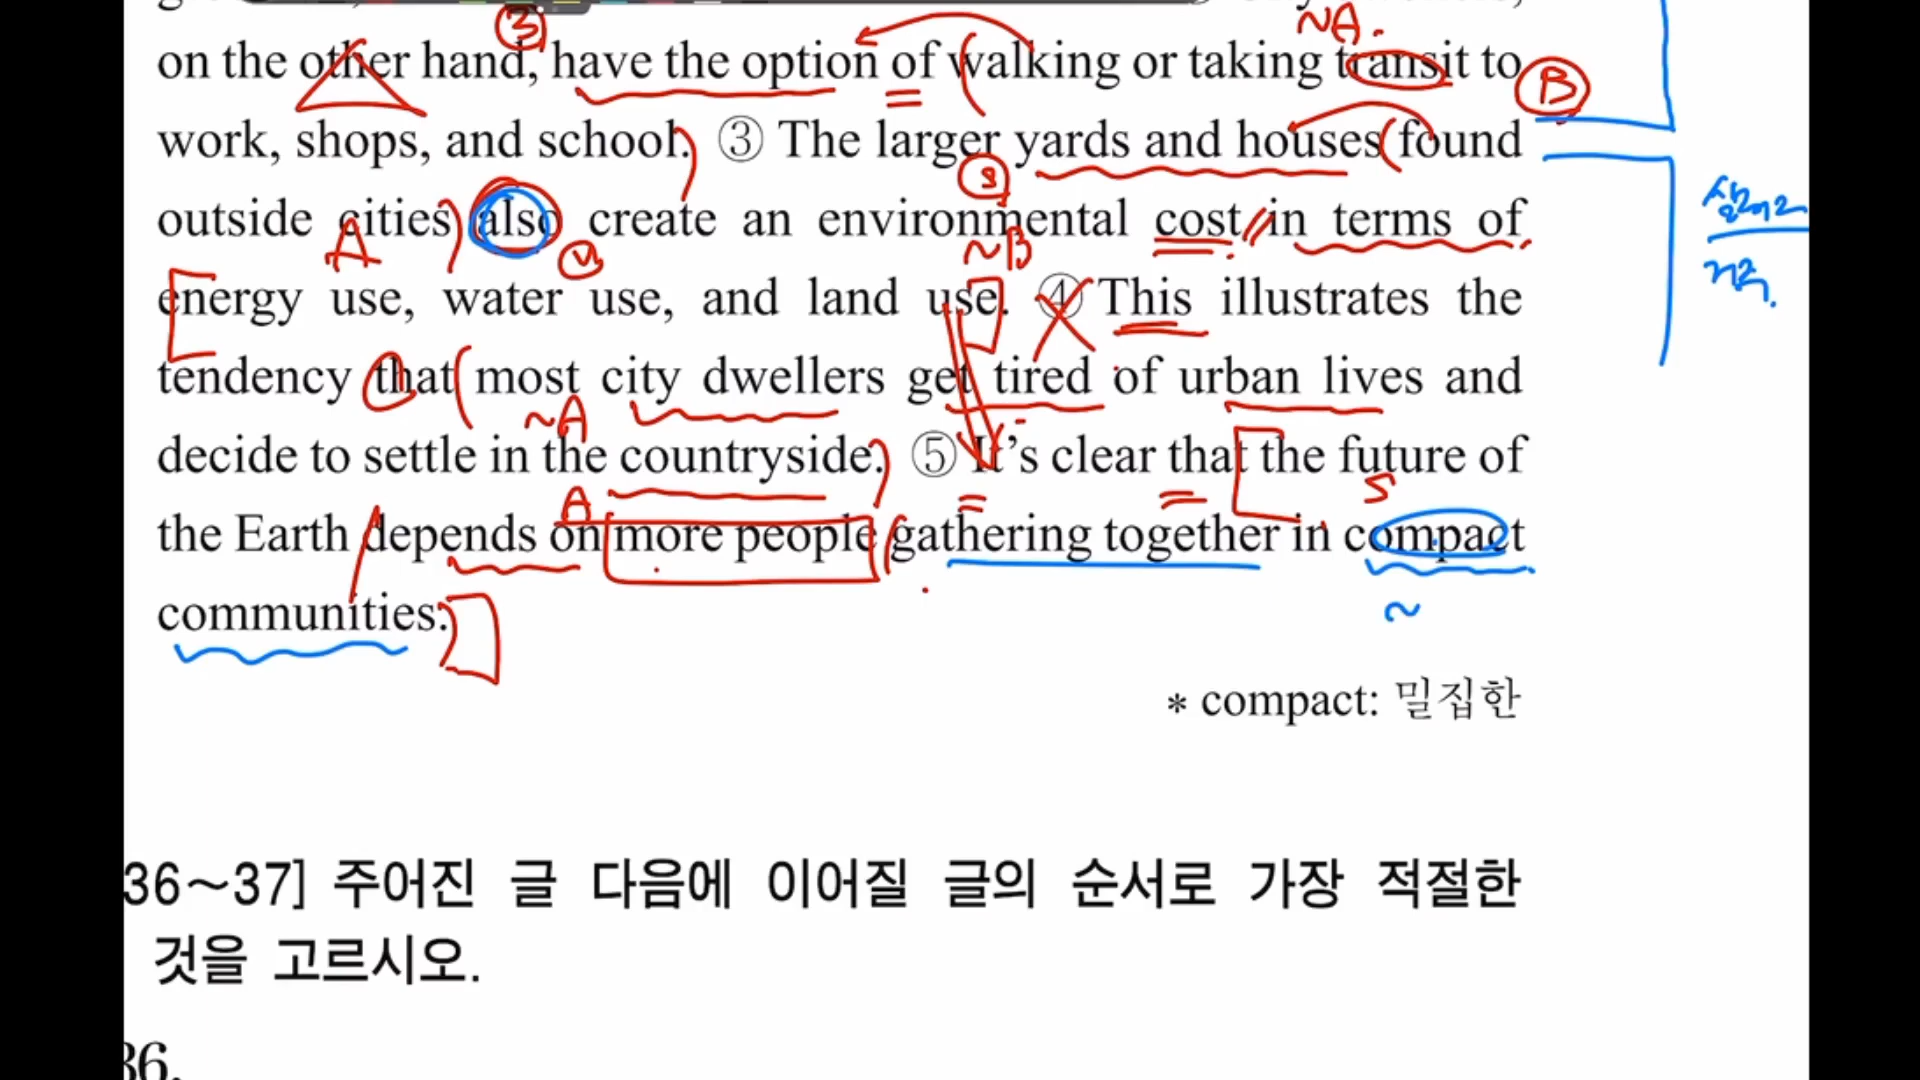 on the other hand, have the option of walking or taking transit to
work, shops, and school. ③ The larger yards and houses found
outside cities also create an environmental cost in terms of
energy use, water use, and land use. ④ This illustrates the
tendency that most city dwellers get tired of urban lives and
decide to settle in the countryside. ⑤ It’s clear that the future of
the Earth depends on more people gathering together in compact
communities.
* compact: 밀집한
36～37] 주어진 글 다음에 이어질 글의 순서로 가장 적절한
것을 고르시오.
36.